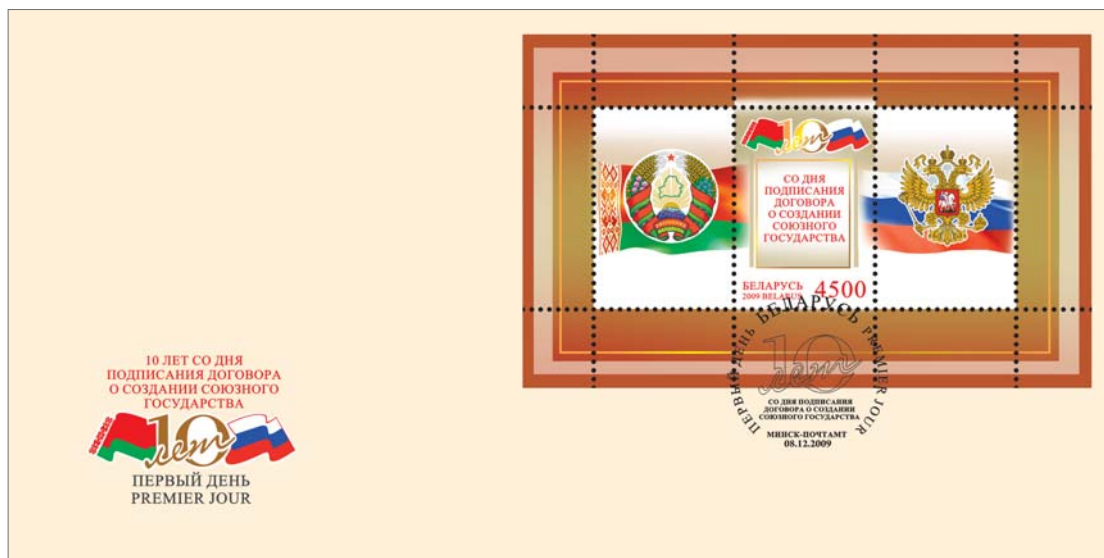 10 лет
СО ДНЯ
ПОДПИСАНИЯ
ДОГОВОРА
О СОЗДАНИИ
СОЮЗНОГО
ГОСУДАРСТВА
БЕЛАРУСЬ
2009 BELARUS 4500
БЕЛАРУСЬ
ПЕРВЫЙ ДЕНЬ
PREMIER JOUR
10 лет
СО ДНЯ ПОДПИСАНИЯ
ДОГОВОРА О СОЗДАНИИ
СОЮЗНОГО ГОСУДАРСТВА
МИНСК-ПОЧТАМТ
08.12.2009
10 ЛЕТ СО ДНЯ
ПОДПИСАНИЯ ДОГОВОРА
О СОЗДАНИИ СОЮЗНОГО
ГОСУДАРСТВА
10 лет
ПЕРВЫЙ ДЕНЬ
PREMIER JOUR